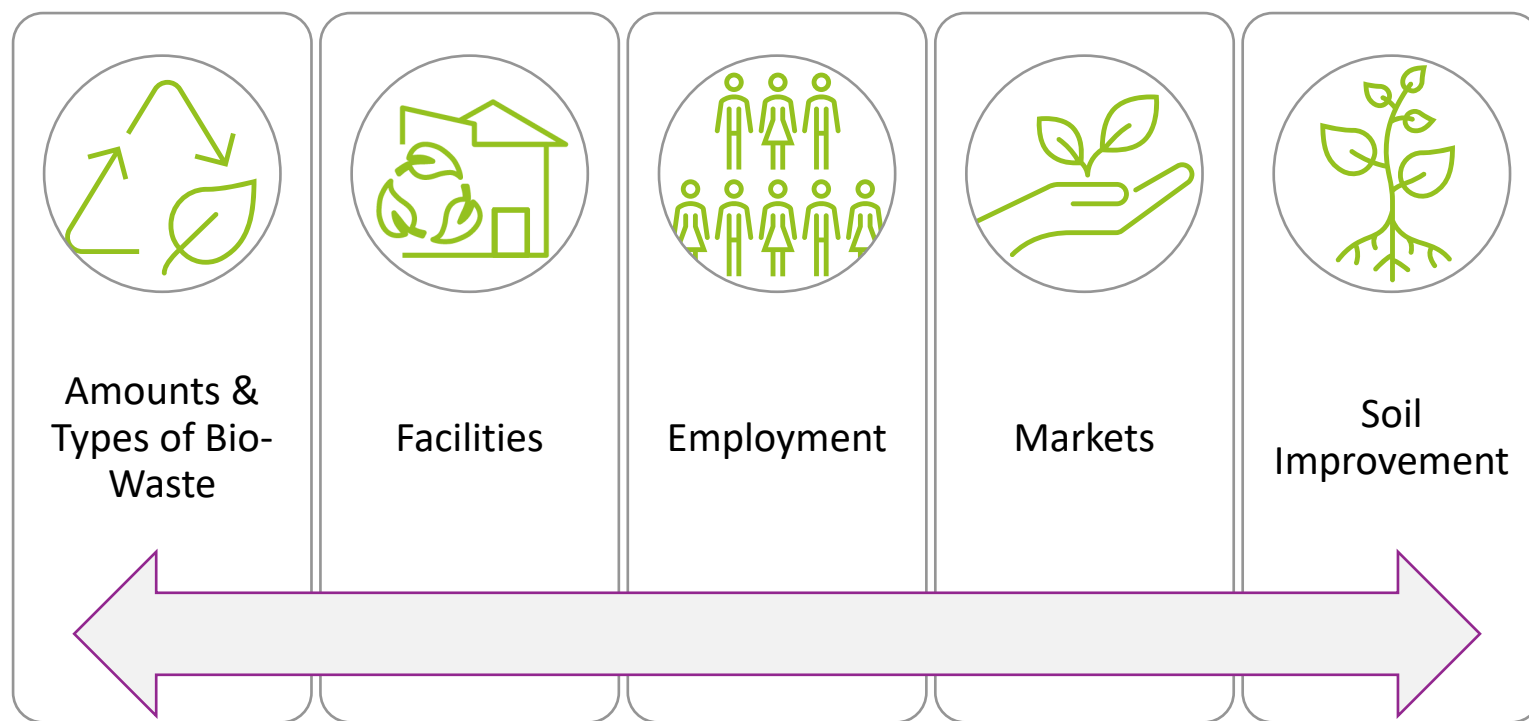 Amounts &
Types of Bio-
Waste
Facilities
Employment
Markets
Soil
Improvement